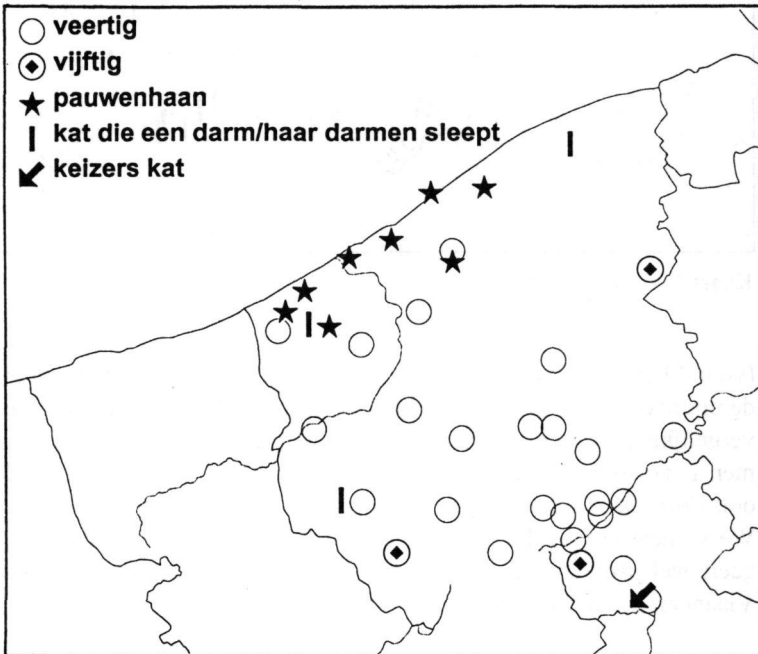 veertig
vijftig
pauwenhaan
kat die een darm/haar darmen sleept
keizers kat